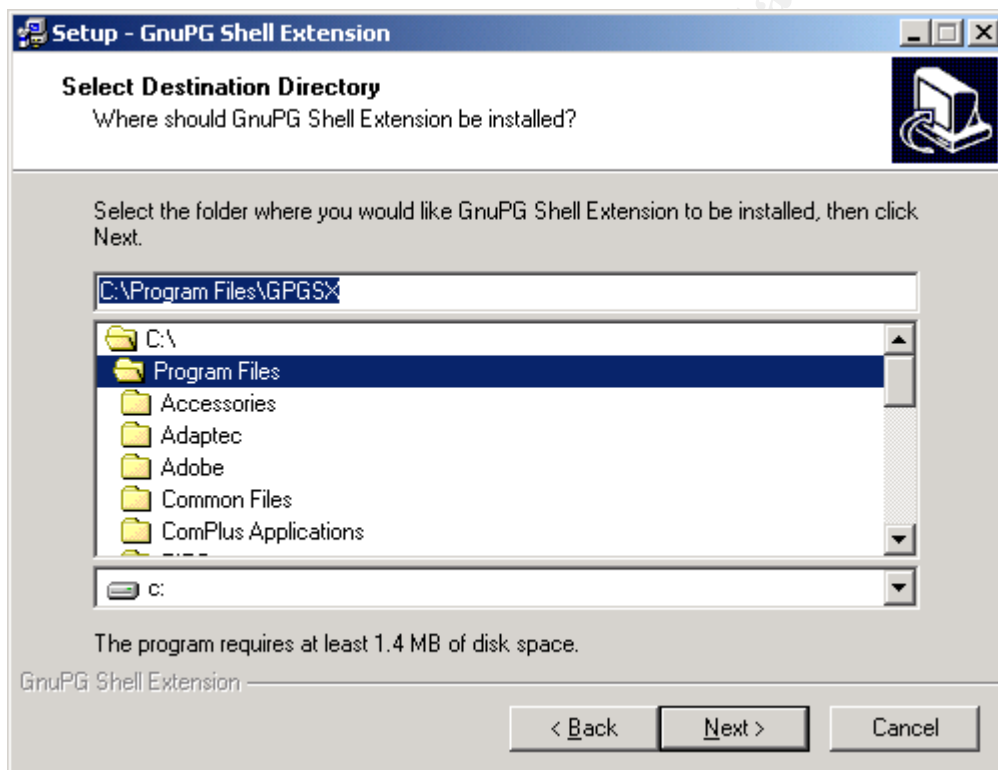 Setup - GnuPG Shell Extension
Select Destination Directory
Where should GnuPG Shell Extension be installed?
Select the folder where you would like GnuPG Shell Extension to be installed, then click
Next.
C:\Program Files\GPGSX
C:\
Program Files
Accessories
Adaptec
Adobe
Common Files
ComPlus Applications
c:
The program requires at least 1.4 MB of disk space.
GnuPG Shell Extension
< Back
Next >
Cancel